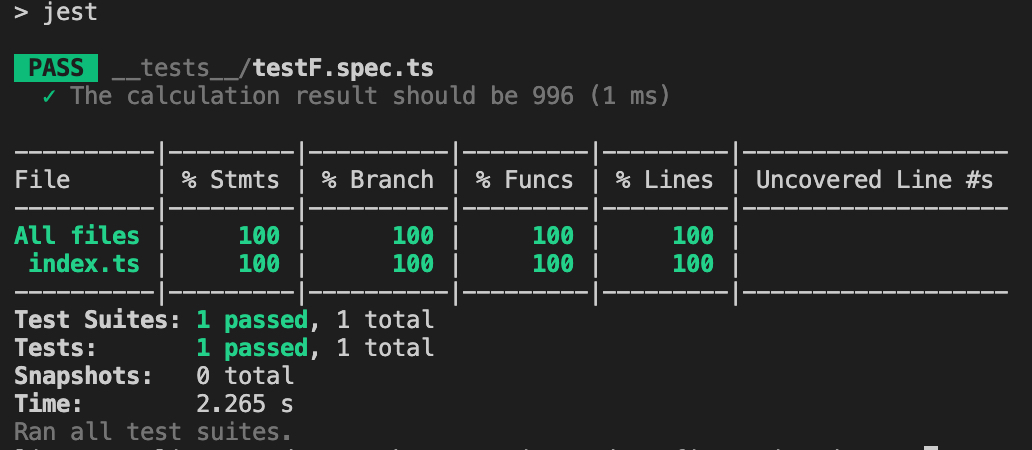 > jest
PASS __tests__/testF.spec.ts
✓ The calculation result should be 996 (1 ms)
----------|---------|----------|---------|---------|-------------------
File      | % Stmts | % Branch | % Funcs | % Lines | Uncovered Line #s
----------|---------|----------|---------|---------|-------------------
All files |     100 |      100 |     100 |     100 |
 index.ts |     100 |      100 |     100 |     100 |
----------|---------|----------|---------|---------|-------------------
Test Suites: 1 passed, 1 total
Tests:       1 passed, 1 total
Snapshots:   0 total
Time:        2.265 s
Ran all test suites.